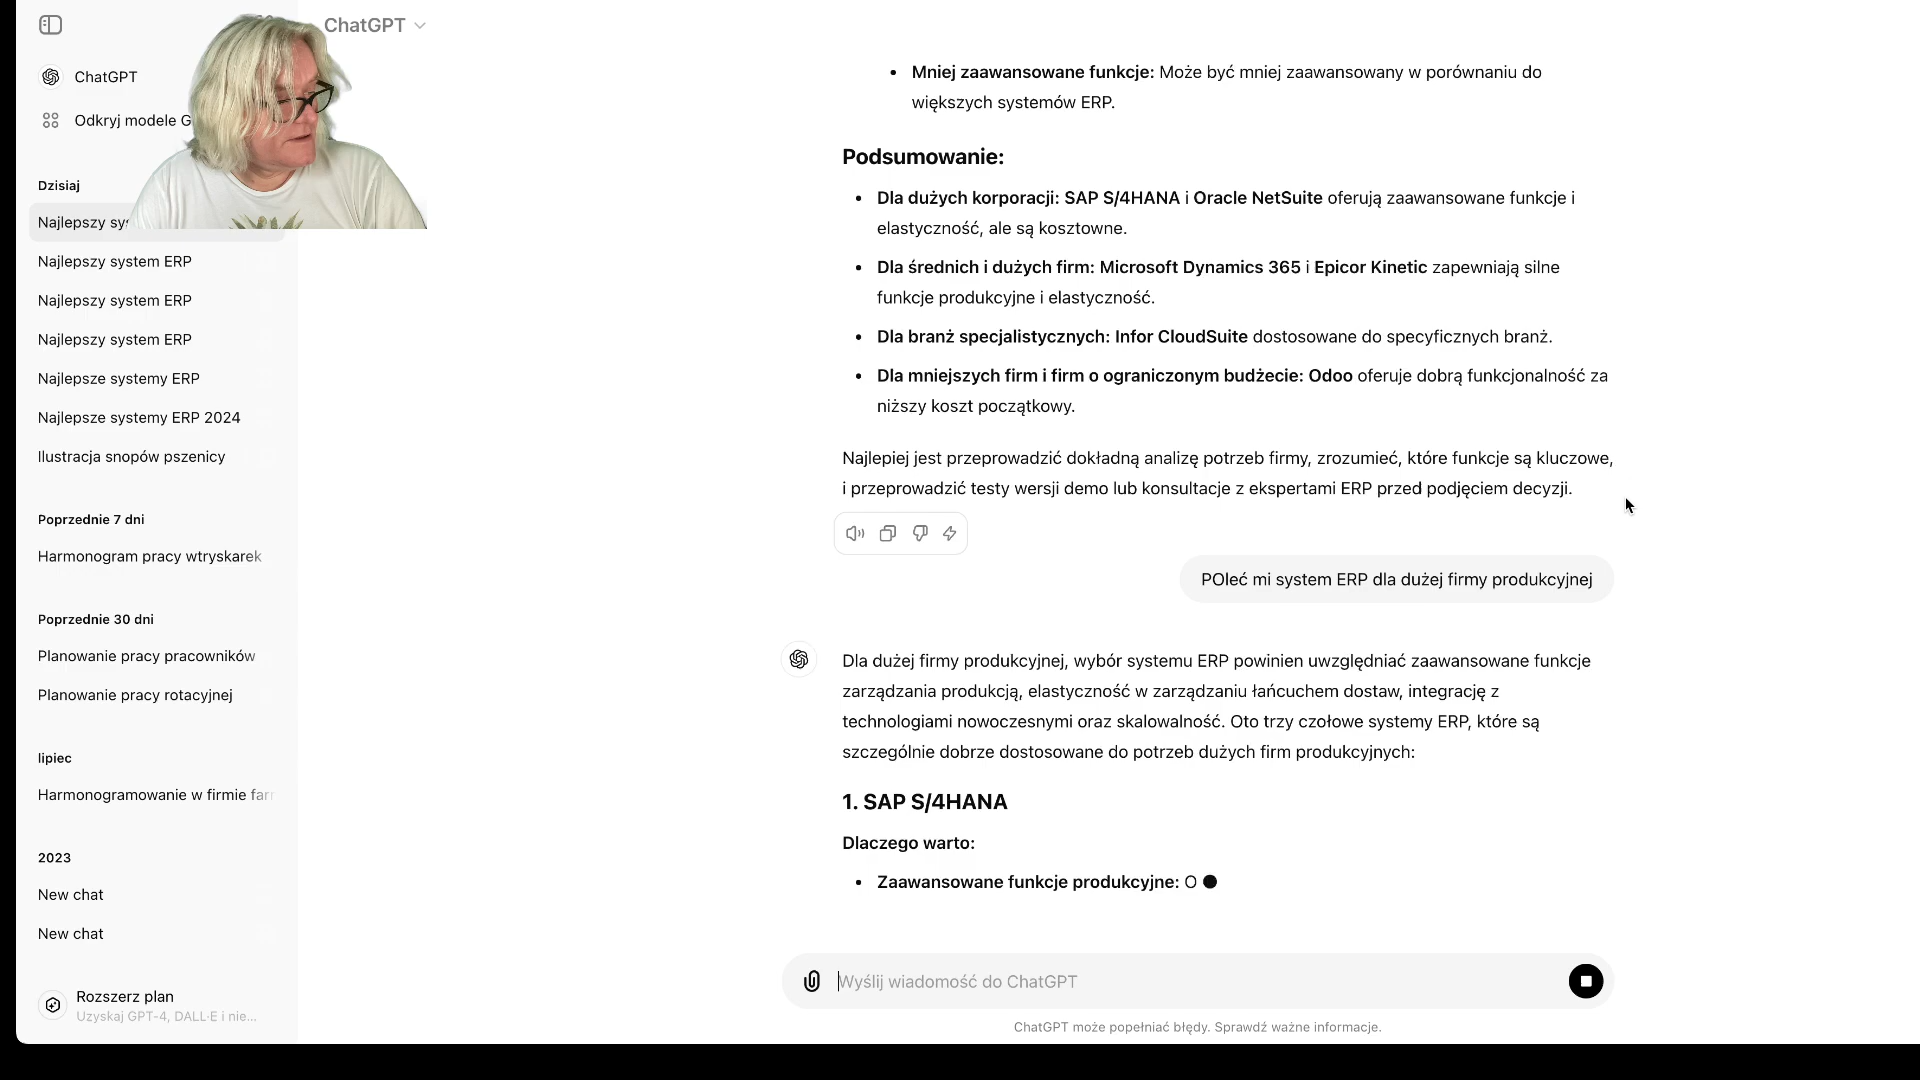 ChatGPT
ChatGPT
Odkryj modele G
Dzisiaj
Najlepszy sys
Najlepszy system ERP
Najlepszy system ERP
Najlepszy system ERP
Najlepsze systemy ERP
Najlepsze systemy ERP 2024
Ilustracja snopów pszenicy
Poprzednie 7 dni
Harmonogram pracy wtryskarek
Poprzednie 30 dni
Planowanie pracy pracowników
Planowanie pracy rotacyjnej
lipiec
Harmonogramowanie w firmie farm
2023
New chat
New chat
Rozszerz plan
Uzyskaj GPT-4, DALL·E i nie...
• Mniej zaawansowane funkcje: Może być mniej zaawansowany w porównaniu do
większych systemów ERP.
Podsumowanie:
• Dla dużych korporacji: SAP S/4HANA i Oracle NetSuite oferują zaawansowane funkcje i
elastyczność, ale są kosztowne.
• Dla średnich i dużych firm: Microsoft Dynamics 365 i Epicor Kinetic zapewniają silne
funkcje produkcyjne i elastyczność.
• Dla branż specjalistycznych: Infor CloudSuite dostosowane do specyficznych branż.
• Dla mniejszych firm i firm o ograniczonym budżecie: Odoo oferuje dobrą funkcjonalność za
niższy koszt początkowy.
Najlepiej jest przeprowadzić dokładną analizę potrzeb firmy, zrozumieć, które funkcje są kluczowe,
i przeprowadzić testy wersji demo lub konsultacje z ekspertami ERP przed podjęciem decyzji.
POleć mi system ERP dla dużej firmy produkcyjnej
Dla dużej firmy produkcyjnej, wybór systemu ERP powinien uwzględniać zaawansowane funkcje
zarządzania produkcją, elastyczność w zarządzaniu łańcuchem dostaw, integrację z
technologiami nowoczesnymi oraz skalowalność. Oto trzy czołowe systemy ERP, które są
szczególnie dobrze dostosowane do potrzeb dużych firm produkcyjnych:
1. SAP S/4HANA
Dlaczego warto:
• Zaawansowane funkcje produkcyjne: O
Wyślij wiadomość do ChatGPT
ChatGPT może popełniać błędy. Sprawdź ważne informacje.